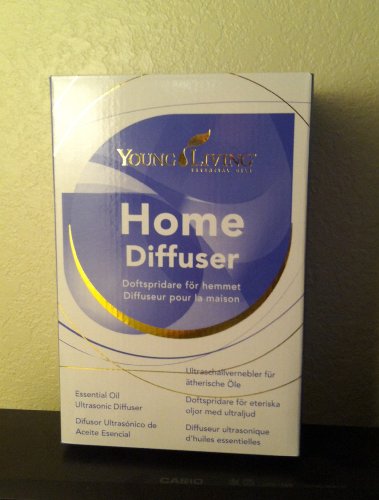 YOUNG LIVING®
ESSENTIAL OILS
Home
Diffuser
Doftspridare för hemmet
Diffuseur pour la maison
Essential Oil
Ultrasonic Diffuser
Difusor Ultrasónico de
Aceite Esencial
Ultraschallvernebler für
ätherische Öle
Doftspridare för eteriska
oljor med ultraljud
Diffuseur ultrasonique
d'huiles essentielles
CASIO